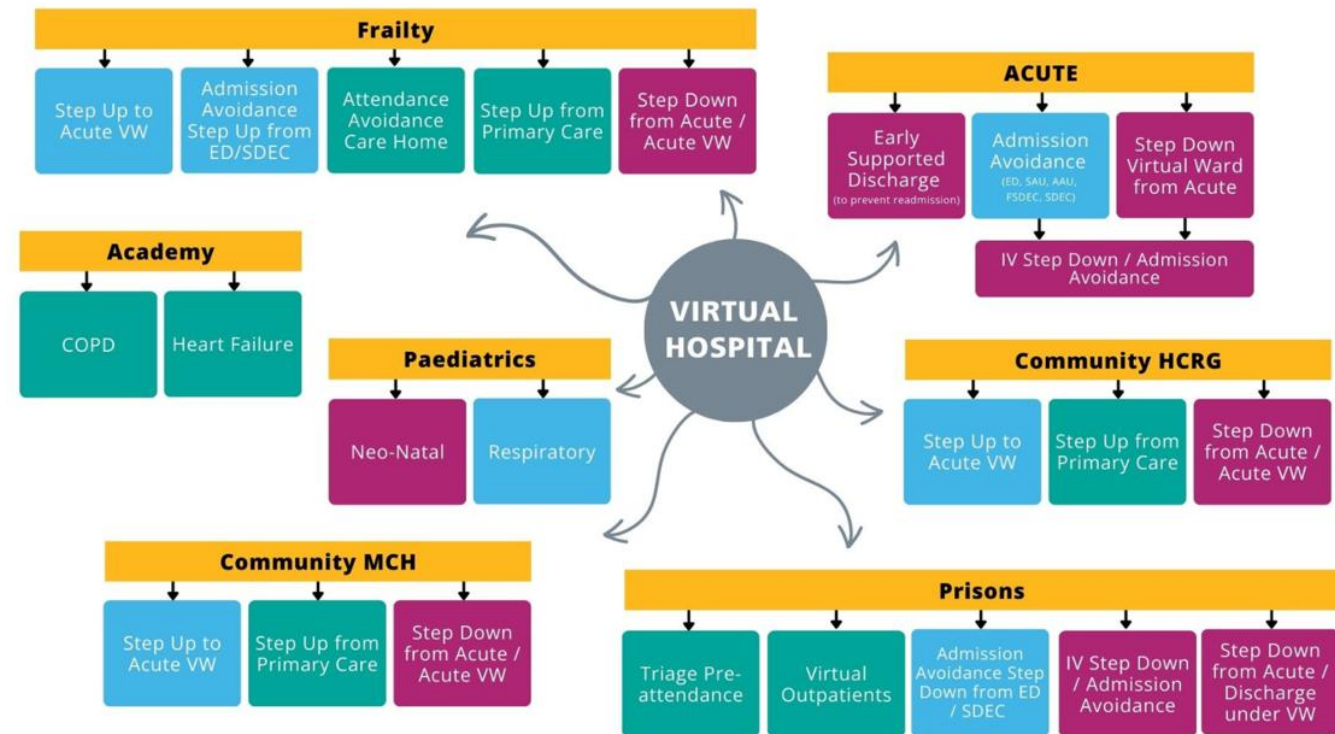 Frailty
Step Up to
Acute VW
Admission
Avoidance
Step Up from
ED/SDEC
Attendance
Avoidance
Care Home
Step Up from
Primary Care
Step Down
from Acute /
Acute VW
ACUTE
Early
Supported
Discharge
(to prevent readmission)
Admission
Avoidance
(ED, SAU, AAU,
FSDEC, SDEC)
Step Down
Virtual Ward
from Acute
IV Step Down / Admission
Avoidance
Academy
COPD
Heart Failure
VIRTUAL
HOSPITAL
Paediatrics
Neo-Natal
Respiratory
Community HCRG
Step Up to
Acute VW
Step Up from
Primary Care
Step Down
from Acute /
Acute VW
Community MCH
Step Up to
Acute VW
Step Up from
Primary Care
Step Down
from Acute /
Acute VW
Prisons
Triage Pre-
attendance
Virtual
Outpatients
Admission
Avoidance Step
Down from ED
/ SDEC
IV Step Down
/ Admission
Avoidance
Step Down
from Acute /
Discharge
under VW